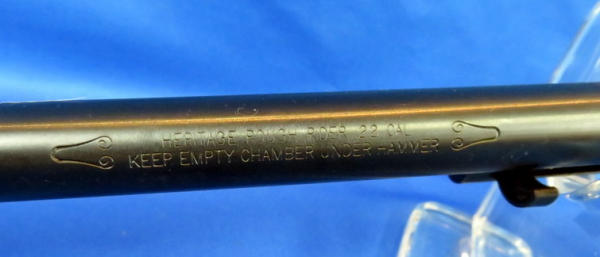 HERITAGE ROUGH RIDER .22 CAL
KEEP EMPTY CHAMBER UNDER HAMMER